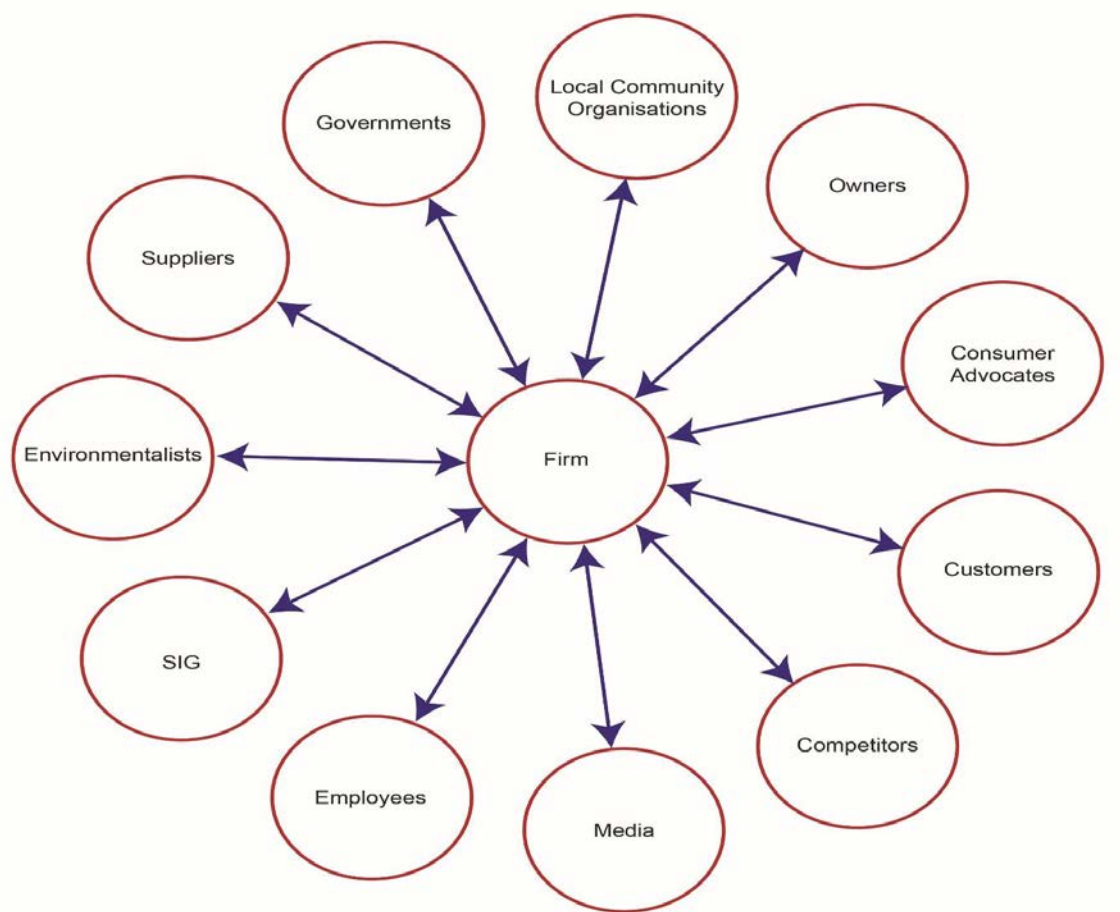 Local Community
Organisations
Governments
Owners
Suppliers
Consumer
Advocates
Environmentalists
Firm
Customers
SIG
Competitors
Employees
Media